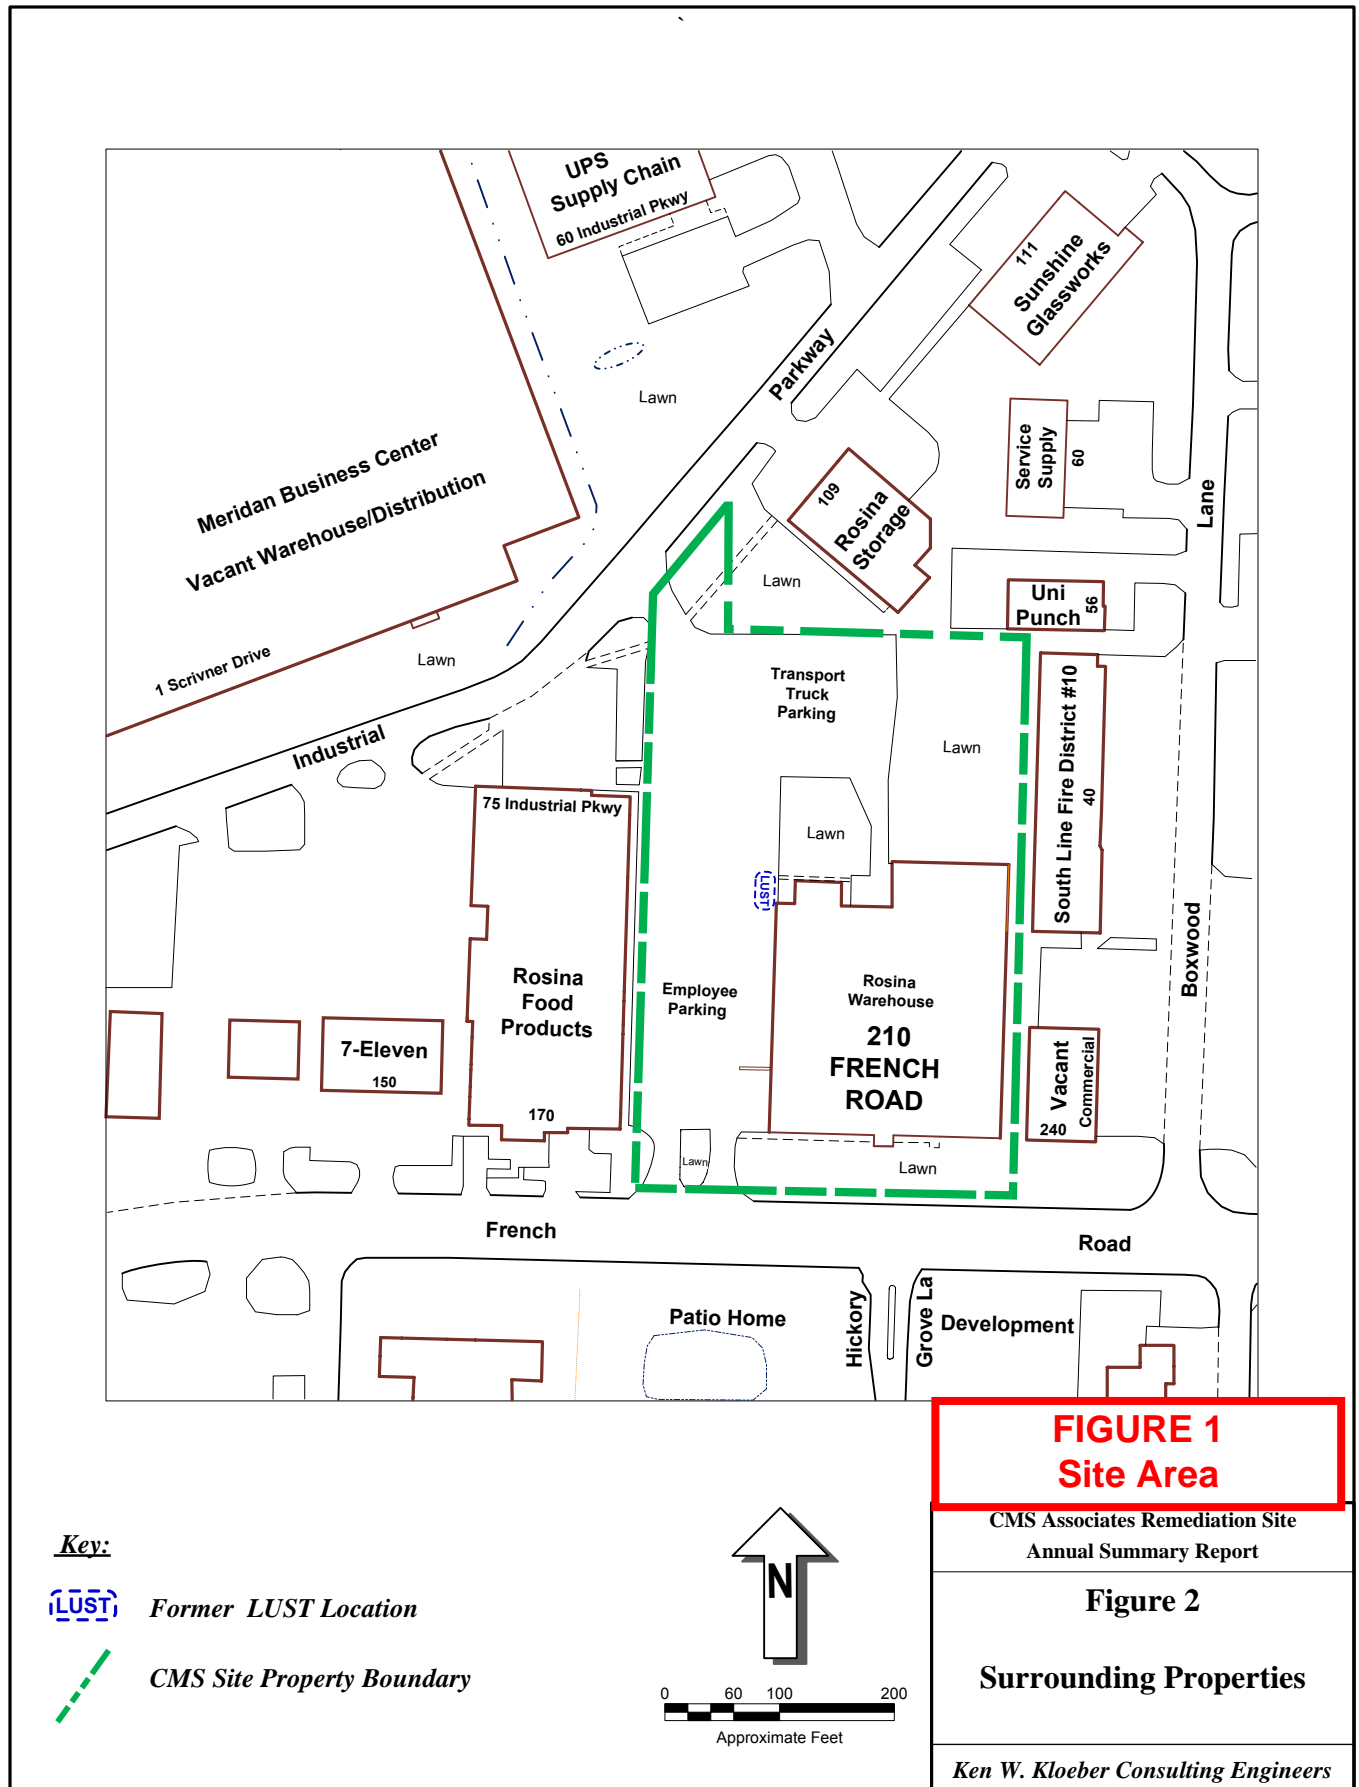 `
UPS
Supply Chain
60 Industrial Pkwy
111
Sunshine
Glassworks
Parkway
Lawn
Meridan Business Center
Vacant Warehouse/Distribution
1 Scrivner Drive
Lawn
Industrial
109
Rosina
Storage
Service
Supply
60
Lane
Lawn
Uni
Punch
56
Transport
Truck
Parking
Lawn
South Line Fire District #10
40
75 Industrial Pkwy
Lawn
LUST
Boxwood
Rosina
Food
Products
170
7-Eleven
150
Employee
Parking
Rosina
Warehouse
210
FRENCH
ROAD
Vacant
Commercial
240
Lawn
Lawn
French
Road
Patio Home
Hickory
Grove La
Development
FIGURE 1
Site Area
CMS Associates Remediation Site
Annual Summary Report
Figure 2
Surrounding Properties
Ken W. Kloeber Consulting Engineers
Key:
LUST
Former LUST Location
CMS Site Property Boundary
N
0 60 100 200
Approximate Feet